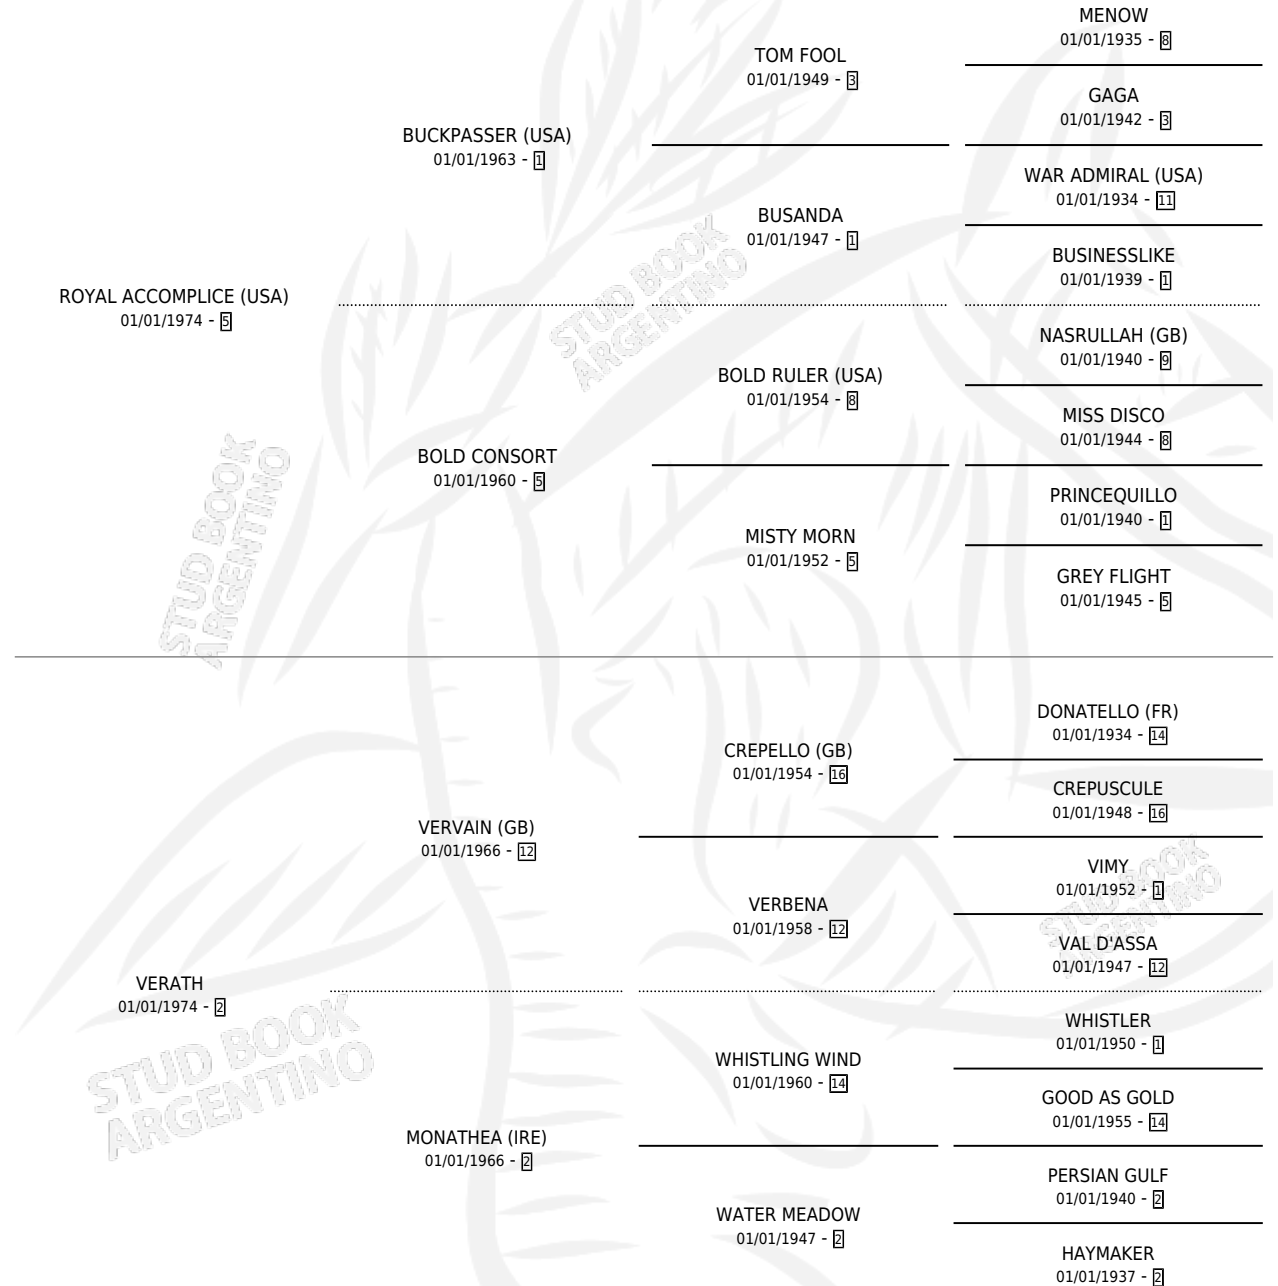 MENOW
01/01/1935 - 8
TOM FOOL
01/01/1949 - 3
GAGA
01/01/1942 - 3
BUCKPASSER (USA)
01/01/1963 - 1
WAR ADMIRAL (USA)
01/01/1934 - 11
BUSANDA
01/01/1947 - 1
BUSINESSLIKE
01/01/1939 - 1
ROYAL ACCOMPLICE (USA)
01/01/1974 - 5
STUD BOOK
ARGENTINO
NASRULLAH (GB)
01/01/1940 - 9
BOLD RULER (USA)
01/01/1954 - 8
MISS DISCO
01/01/1944 - 8
BOLD CONSORT
01/01/1960 - 5
STUD BOOK
ARGENTINO
PRINCEQUILLO
01/01/1940 - 1
MISTY MORN
01/01/1952 - 5
GREY FLIGHT
01/01/1945 - 5
DONATELLO (FR)
01/01/1934 - 14
CREPELLO (GB)
01/01/1954 - 16
CREPUSCULE
01/01/1948 - 16
VERVAIN (GB)
01/01/1966 - 12
VIMY
01/01/1952 - 1
STUD BOOK
ARGENTINO
VERBENA
01/01/1958 - 12
VAL D'ASSA
01/01/1947 - 12
VERATH
01/01/1974 - 2
STUD BOOK
ARGENTINO
WHISTLER
01/01/1950 - 1
WHISTLING WIND
01/01/1960 - 14
GOOD AS GOLD
01/01/1955 - 14
MONATHEA (IRE)
01/01/1966 - 2
PERSIAN GULF
01/01/1940 - 2
WATER MEADOW
01/01/1947 - 2
HAYMAKER
01/01/1937 - 2